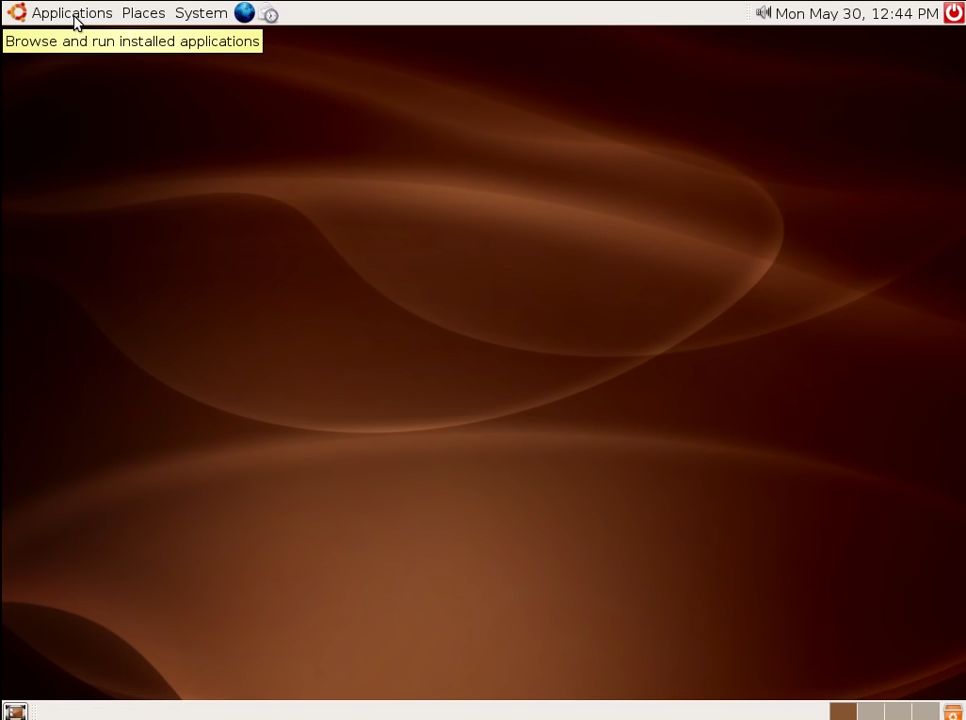 Applications Places System Mon May 30, 12:44 PM
Browse and run installed applications